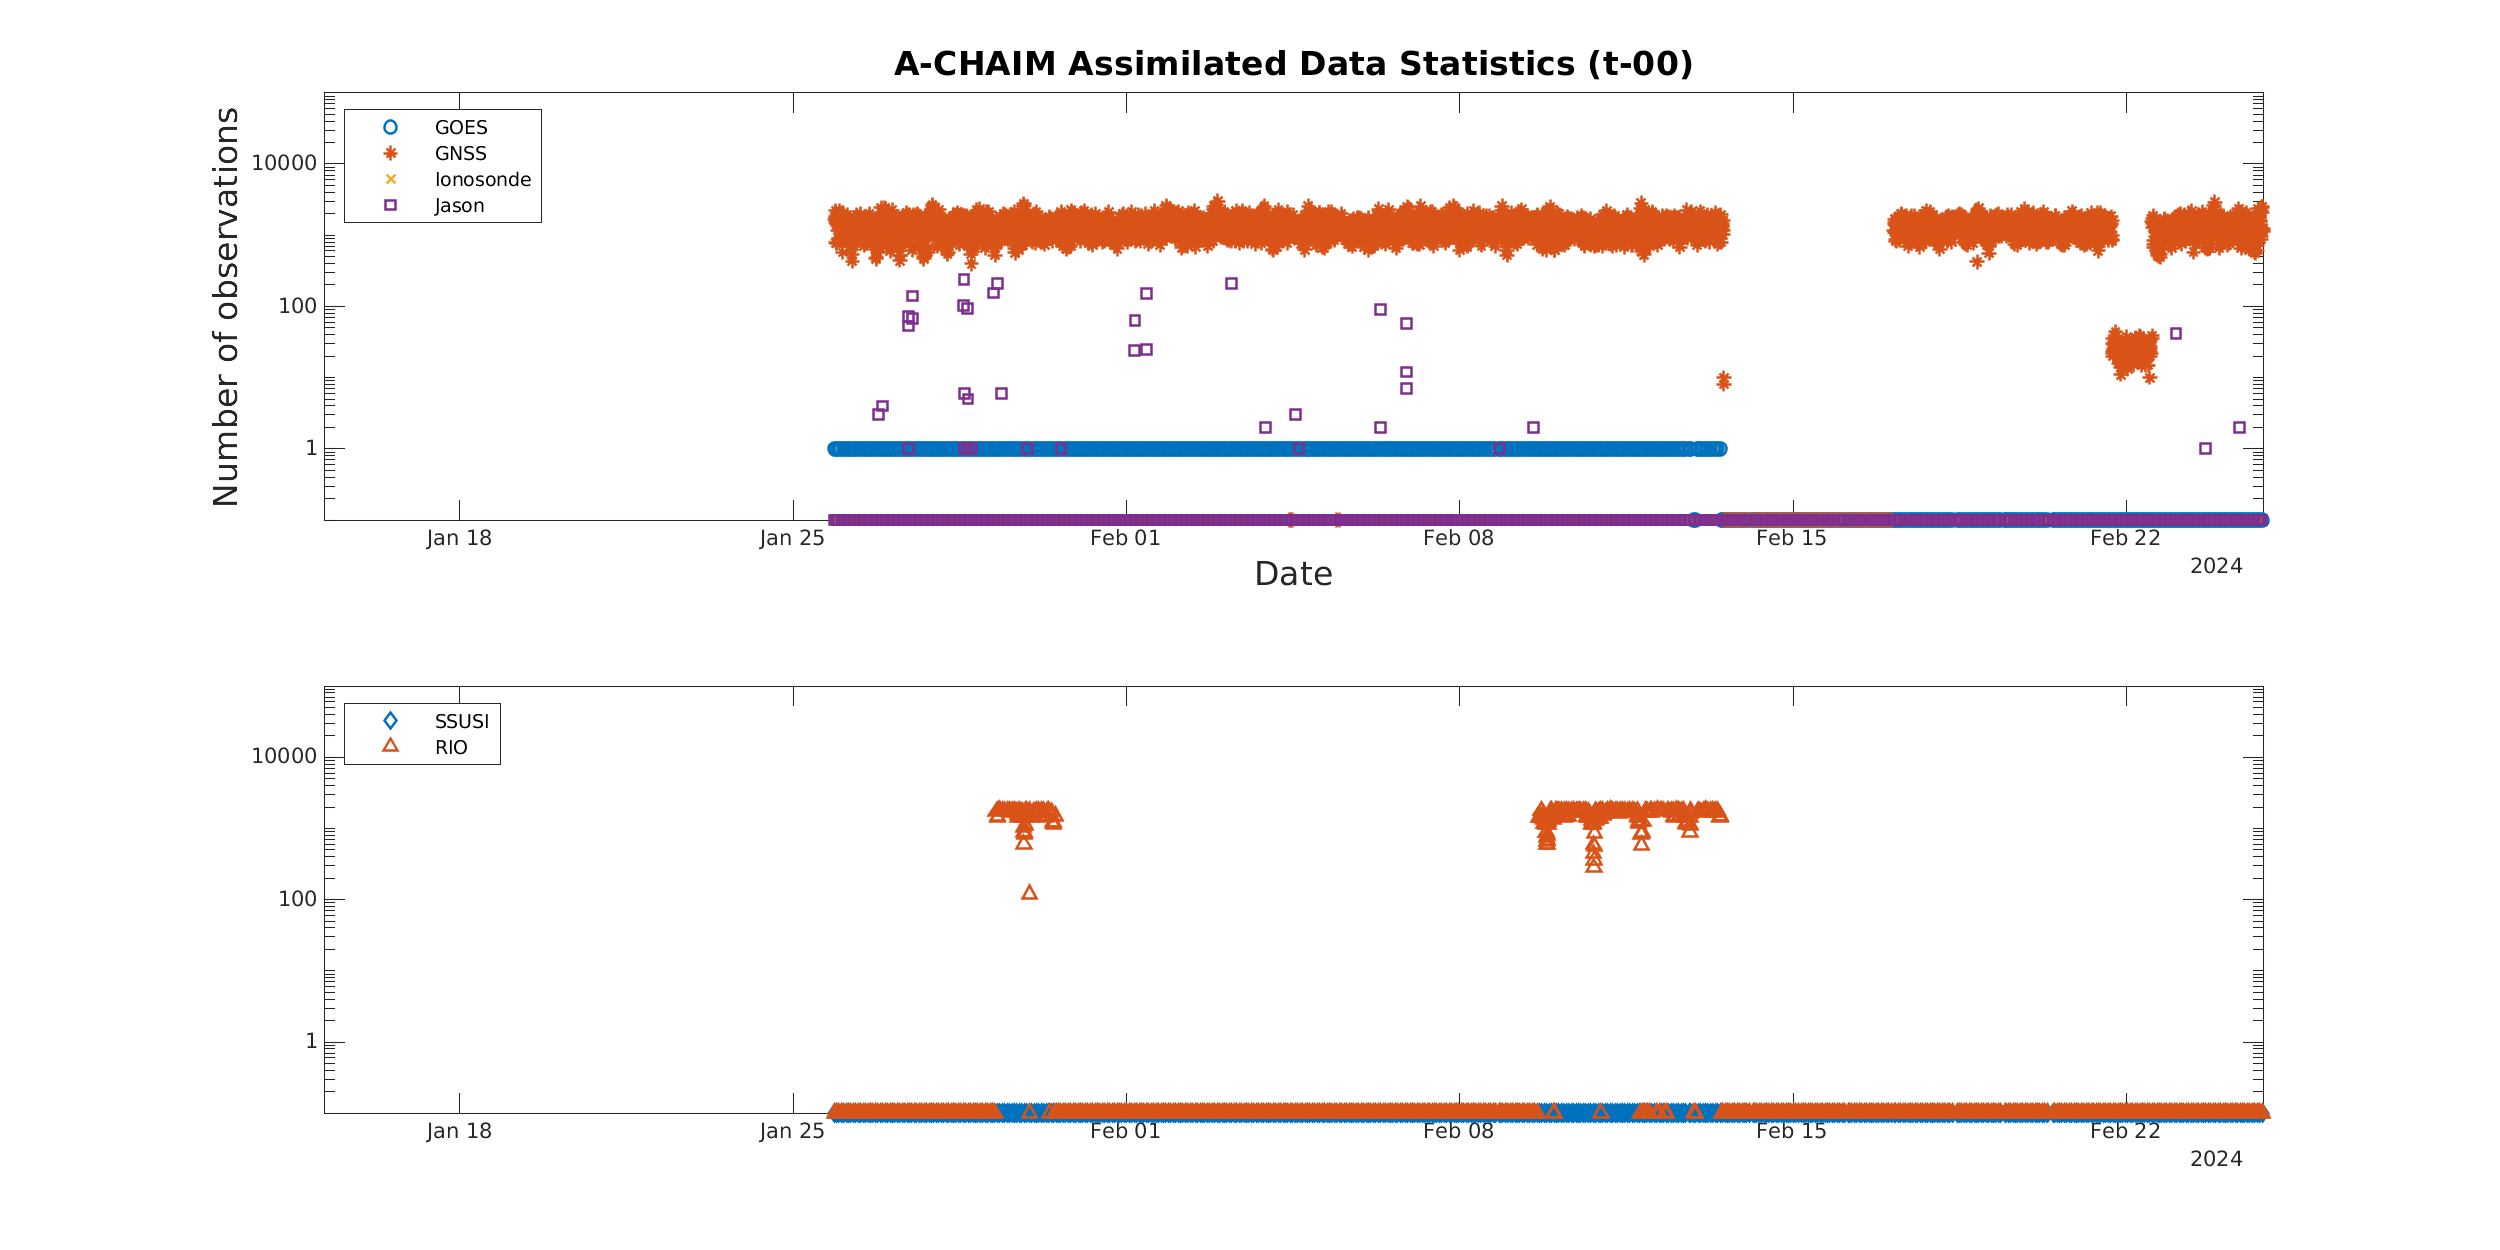 A-CHAIM Assimilated Data Statistics (t-00)
Number of observations
10000
100
1
GOES
GNSS
Ionosonde
Jason
Jan 18
Jan 25
Feb 01
Feb 08
Feb 15
Feb 22
2024
Date
10000
100
1
SSUSI
RIO
Jan 18
Jan 25
Feb 01
Feb 08
Feb 15
Feb 22
2024